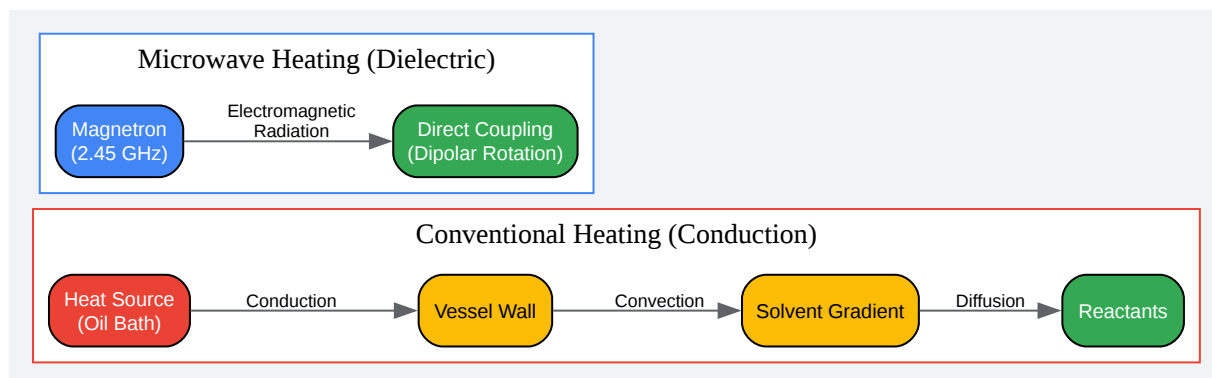 Microwave Heating (Dielectric)
Magnetron
(2.45 GHz)
Electromagnetic
Radiation
Direct Coupling
(Dipolar Rotation)
Conventional Heating (Conduction)
Heat Source
(Oil Bath)
Conduction
Vessel Wall
Convection
Solvent Gradient
Diffusion
Reactants